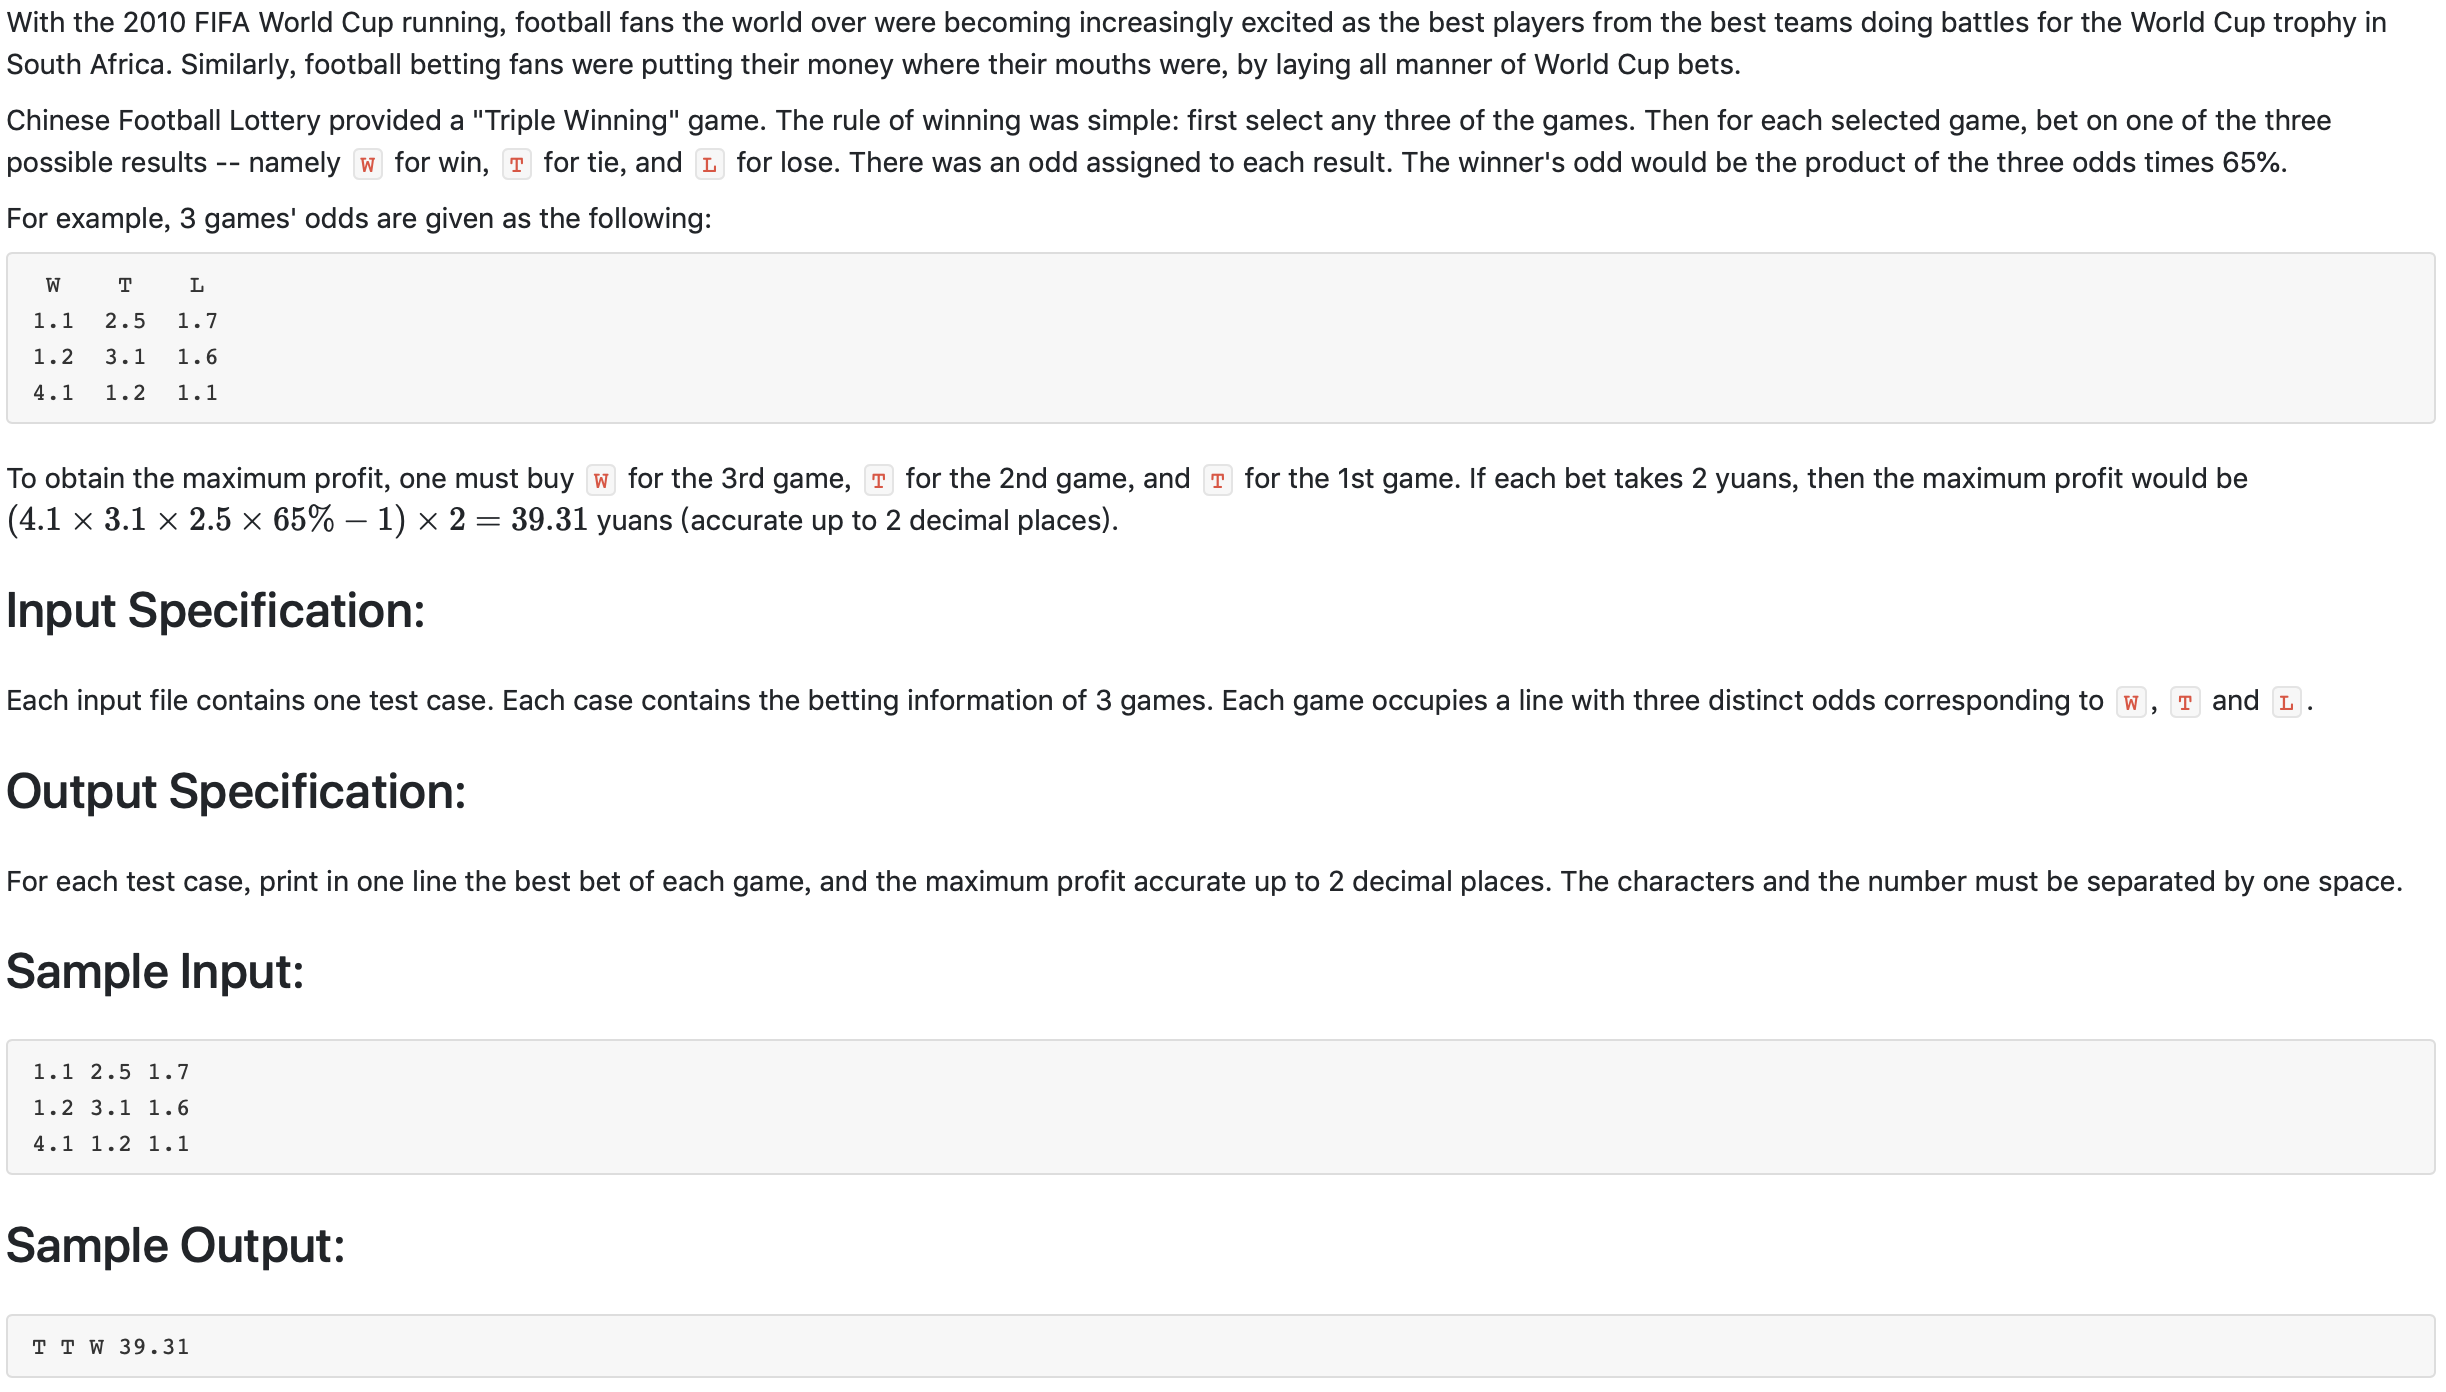 With the 2010 FIFA World Cup running, football fans the world over were becoming increasingly excited as the best players from the best teams doing battles for the World Cup trophy in
South Africa. Similarly, football betting fans were putting their money where their mouths were, by laying all manner of World Cup bets.
Chinese Football Lottery provided a "Triple Winning" game. The rule of winning was simple: first select any three of the games. Then for each selected game, bet on one of the three
possible results -- namely W for win, T for tie, and L for lose. There was an odd assigned to each result. The winner's odd would be the product of the three odds times 65%.
For example, 3 games' odds are given as the following:
W T L
1.1 2.5 1.7
1.2 3.1 1.6
4.1 1.2 1.1
To obtain the maximum profit, one must buy W for the 3rd game, T for the 2nd game, and T for the 1st game. If each bet takes 2 yuans, then the maximum profit would be
(4.1 × 3.1 × 2.5 × 65% − 1) × 2 = 39.31 yuans (accurate up to 2 decimal places).
Input Specification:
Each input file contains one test case. Each case contains the betting information of 3 games. Each game occupies a line with three distinct odds corresponding to W, T and L.
Output Specification:
For each test case, print in one line the best bet of each game, and the maximum profit accurate up to 2 decimal places. The characters and the number must be separated by one space.
Sample Input:
1.1 2.5 1.7
1.2 3.1 1.6
4.1 1.2 1.1
Sample Output:
T T W 39.31